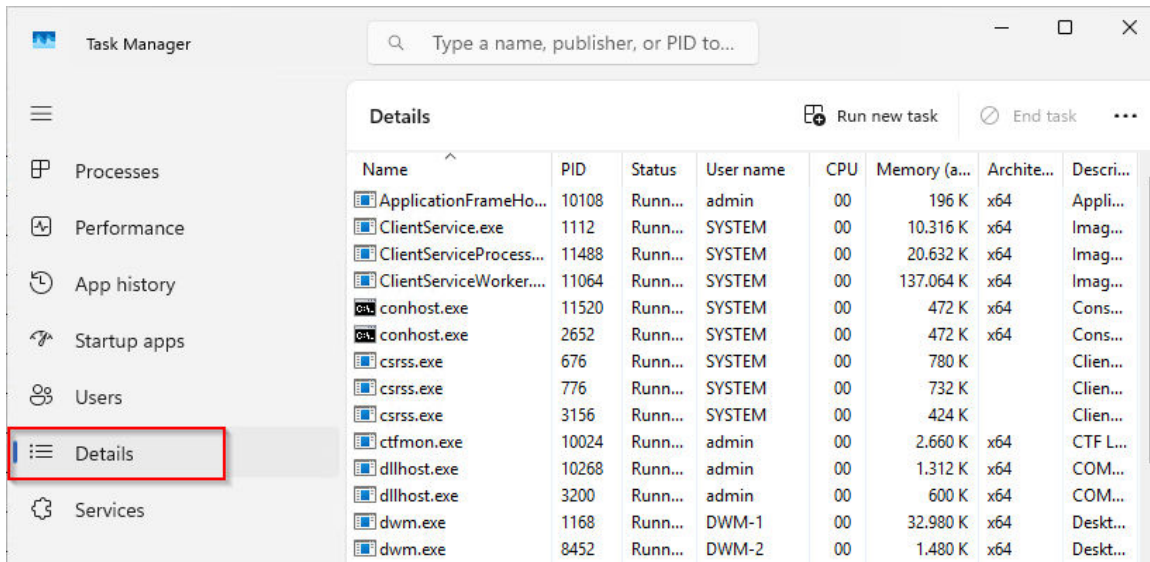 Task Manager
Type a name, publisher, or PID to...
Processes
Performance
App history
Startup apps
Users
Details
Services
Details Run new task End task
Name PID Status User name CPU Memory (a... Archite... Descri...
ApplicationFrameHo... 10108 Runn... admin 00 196 K x64 Appli...
ClientService.exe 1112 Runn... SYSTEM 00 10.316 K x64 Imag...
ClientServiceProcess... 11488 Runn... SYSTEM 00 20.632 K x64 Imag...
ClientServiceWorker.... 11064 Runn... SYSTEM 00 137.064 K x64 Imag...
conhost.exe 11520 Runn... SYSTEM 00 472 K x64 Cons...
conhost.exe 2652 Runn... SYSTEM 00 472 K x64 Cons...
csrss.exe 676 Runn... SYSTEM 00 780 K Clien...
csrss.exe 776 Runn... SYSTEM 00 732 K Clien...
csrss.exe 3156 Runn... SYSTEM 00 424 K Clien...
ctfmon.exe 10024 Runn... admin 00 2.660 K x64 CTF L...
dllhost.exe 10268 Runn... admin 00 1.312 K x64 COM...
dllhost.exe 3200 Runn... admin 00 600 K x64 COM...
dwm.exe 1168 Runn... DWM-1 00 32.980 K x64 Deskt...
dwm.exe 8452 Runn... DWM-2 00 1.480 K x64 Deskt...